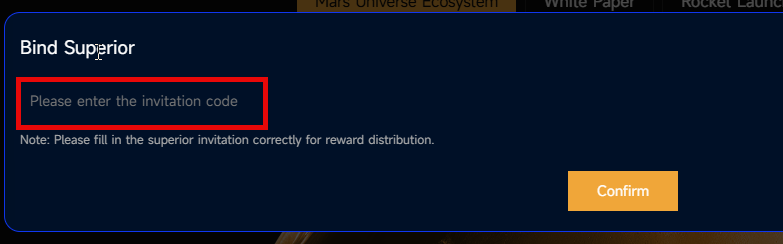 Mars Universe Ecosystem White Paper Rocket Launc
Bind Superior
Please enter the invitation code
Note: Please fill in the superior invitation correctly for reward distribution.
Confirm